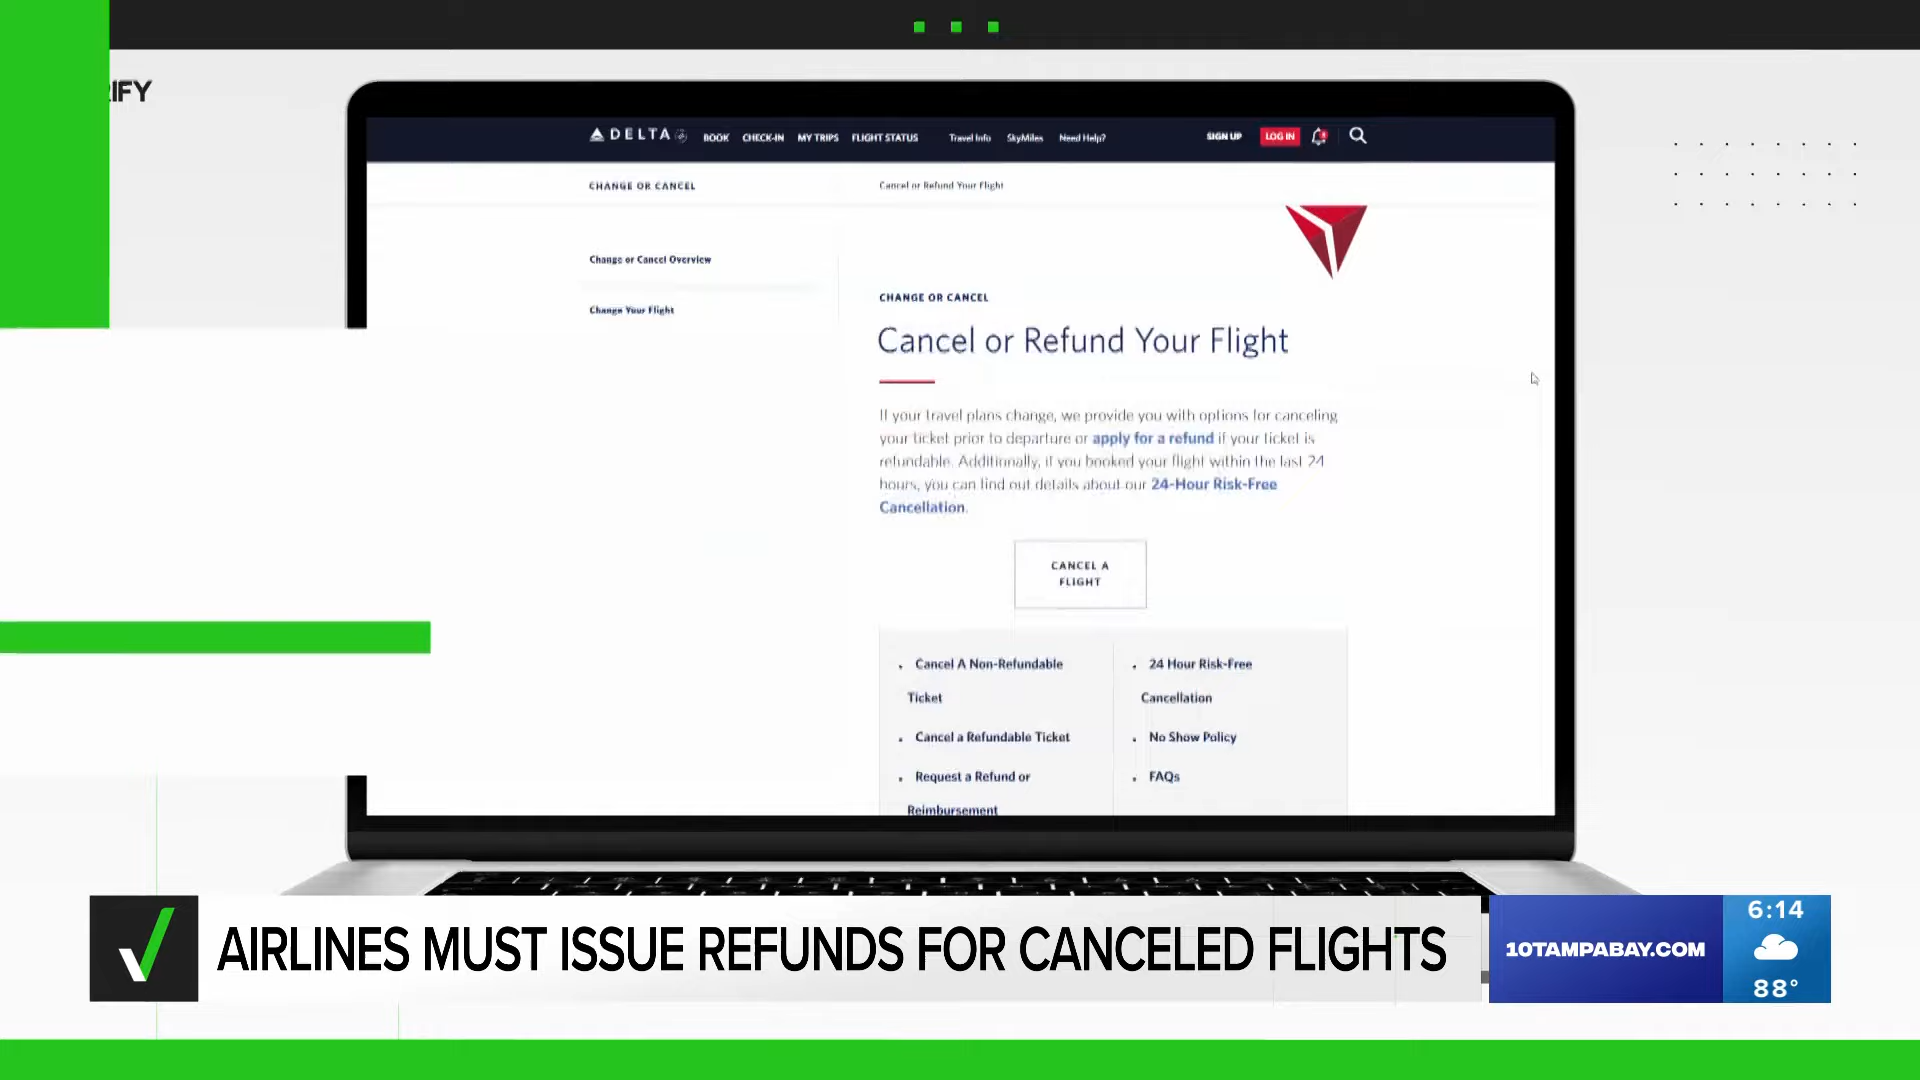 IFY
DELTA BOOK CHECK-IN MY TRIPS FLIGHT STATUS Travel Info SkyMiles Need Help? SIGN UP LOG IN
CHANGE OR CANCEL
Cancel or Refund Your Flight
Change or Cancel Overview
Change Your Flight
CHANGE OR CANCEL
Cancel or Refund Your Flight
If your travel plans change, we provide you with options for canceling
your ticket prior to departure or apply for a refund if your ticket is
refundable. Additionally, if you booked your flight within the last 24
hours, you can find out details about our 24-Hour Risk-Free
Cancellation.
CANCEL A
FLIGHT
• Cancel A Non-Refundable
Ticket
• Cancel a Refundable Ticket
• Request a Refund or
Reimbursement
• 24 Hour Risk-Free
Cancellation
• No Show Policy
• FAQs
AIRLINES MUST ISSUE REFUNDS FOR CANCELED FLIGHTS
10TAMPABAY.COM
6:14
88°